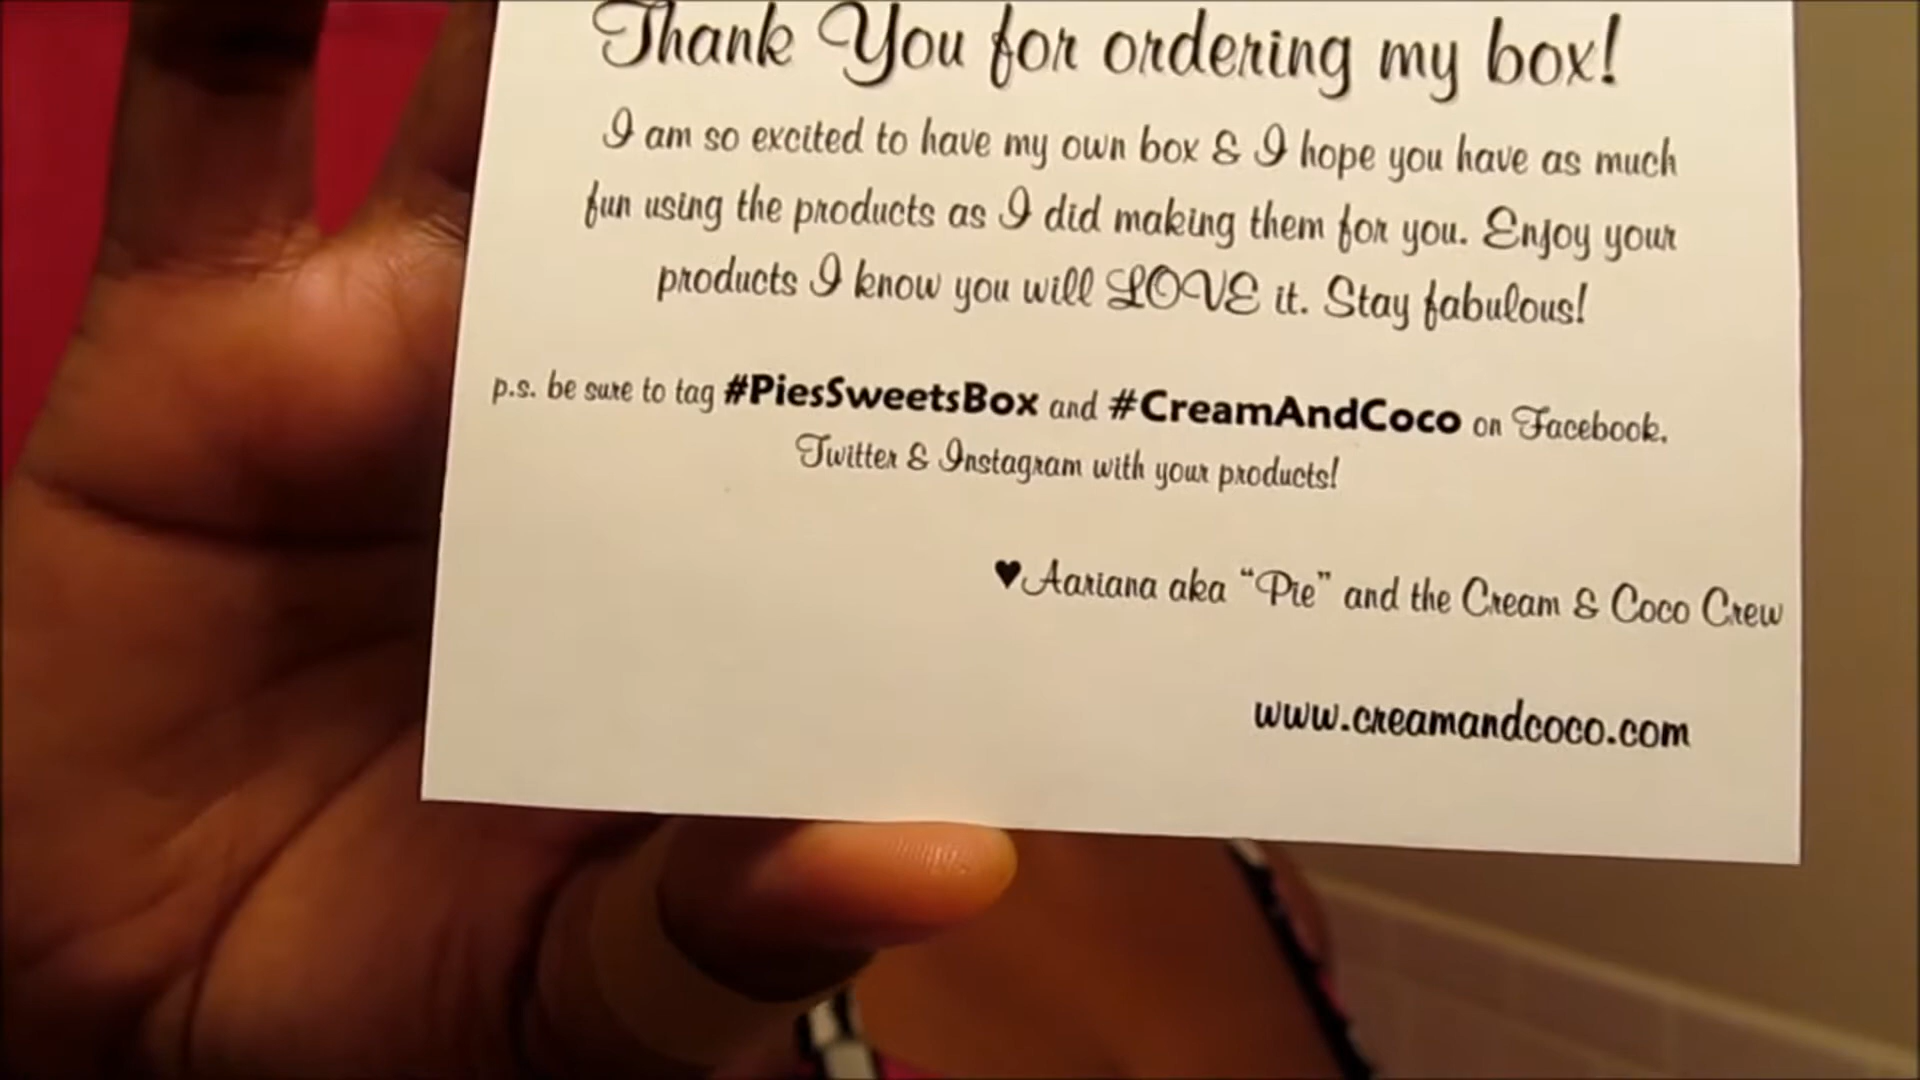 Thank You for ordering my box!
I am so excited to have my own box & I hope you have as much
fun using the products as I did making them for you. Enjoy your
products I know you will LOVE it. Stay fabulous!
p.s. be sure to tag #PiesSweetsBox and #CreamAndCoco on Facebook,
Twitter & Instagram with your products!
♥Aariana aka “Pie” and the Cream & Coco Crew
www.creamandcoco.com